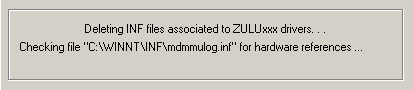 Deleting INF files associated to ZULUxxx drivers. . .
Checking file "C:\WINNT\INF\mdmmulog.inf" for hardware references ...